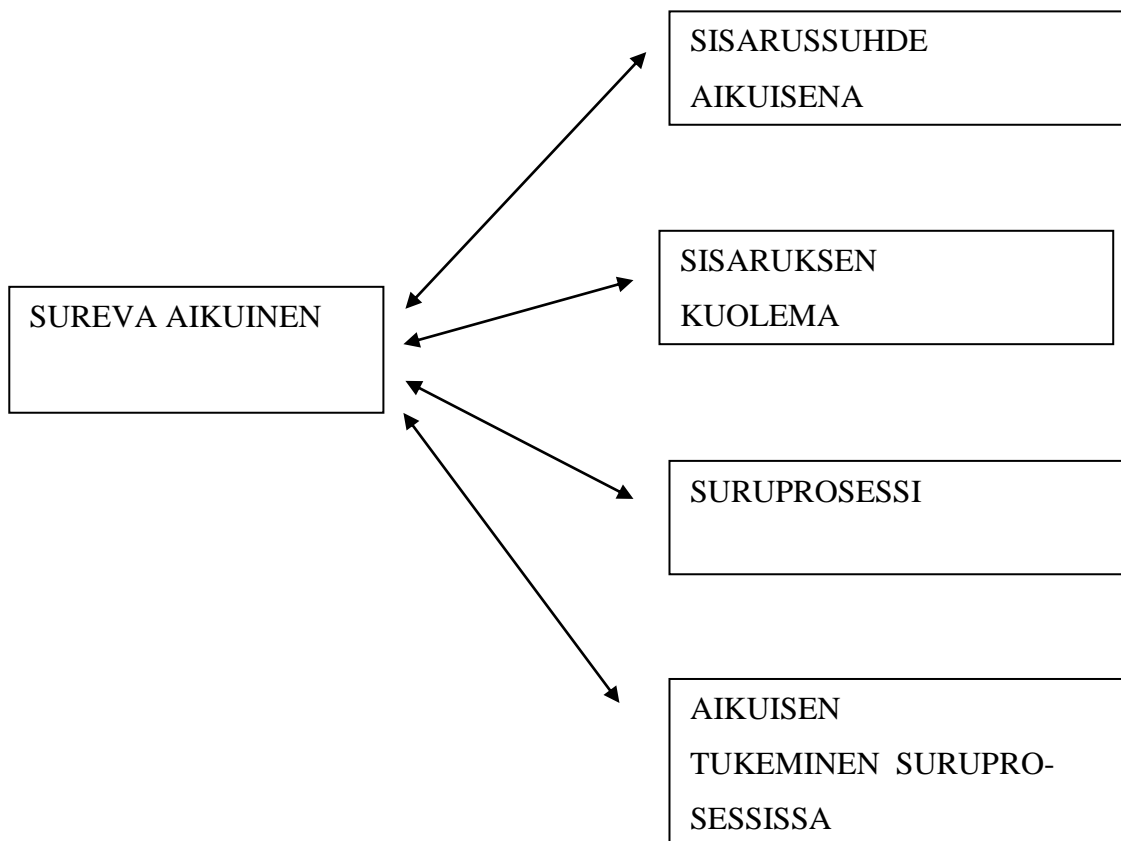 SUREVA AIKUINEN
SISARUSSUHDE
AIKUISENA
SISARUKSEN
KUOLEMA
SURUPROSESSI
AIKUISEN
TUKEMINEN SURUPRO-
SESSISSA